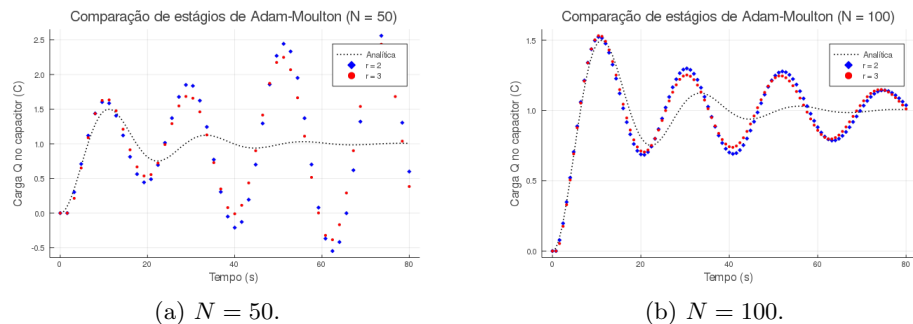 Comparação de estágios de Adam-Moulton (N = 50)
Carga Q no capacitor (C)
2.5
2.0
1.5
1.0
0.5
0.0
-0.5
Analítica
r = 2
r = 3
0
20
40
60
80
Tempo (s)
(a) N = 50.
Comparação de estágios de Adam-Moulton (N = 100)
Carga Q no capacitor (C)
1.5
1.0
0.5
0.0
Analítica
r = 2
r = 3
0
20
40
60
80
Tempo (s)
(b) N = 100.